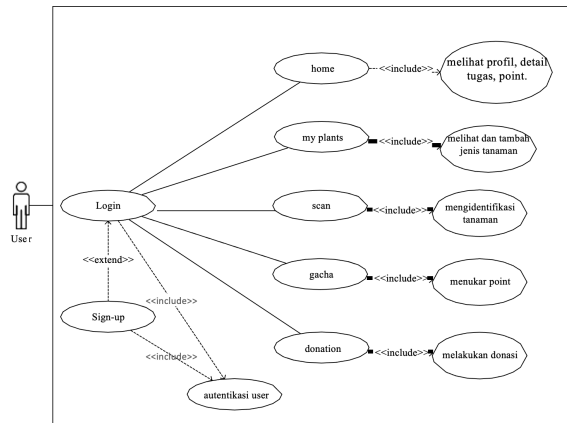 home
<<include>>
melihat profil, detail
tugas, point.
my plants
<<include>>
melihat dan tambah
jenis tanaman
User
Login
scan
<<include>>
mengidentifikasi
tanaman
<<extend>>
<<include>>
gacha
<<include>>
menukar point
Sign-up
<<include>>
donation
<<include>>
melakukan donasi
autentikasi user